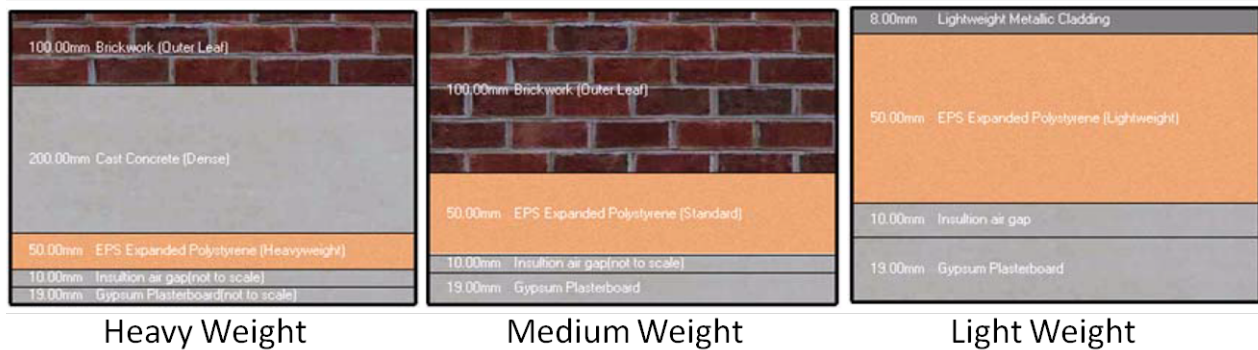 100.00mm Brickwork (Outer Leaf)
200.00mm Cast Concrete (Dense)
50.00mm EPS Expanded Polystyrene (Heavyweight)
10.00mm Insultion air gap(not to scale)
19.00mm Gypsum Plasterboard(not to scale)
Heavy Weight
100.00mm Brickwork (Outer Leaf)
50.00mm EPS Expanded Polystyrene (Standard)
10.00mm Insultion air gap(not to scale)
19.00mm Gypsum Plasterboard
Medium Weight
8.00mm Lightweight Metallic Cladding
50.00mm EPS Expanded Polystyrene (Lightweight)
10.00mm Insultion air gap
19.00mm Gypsum Plasterboard
Light Weight